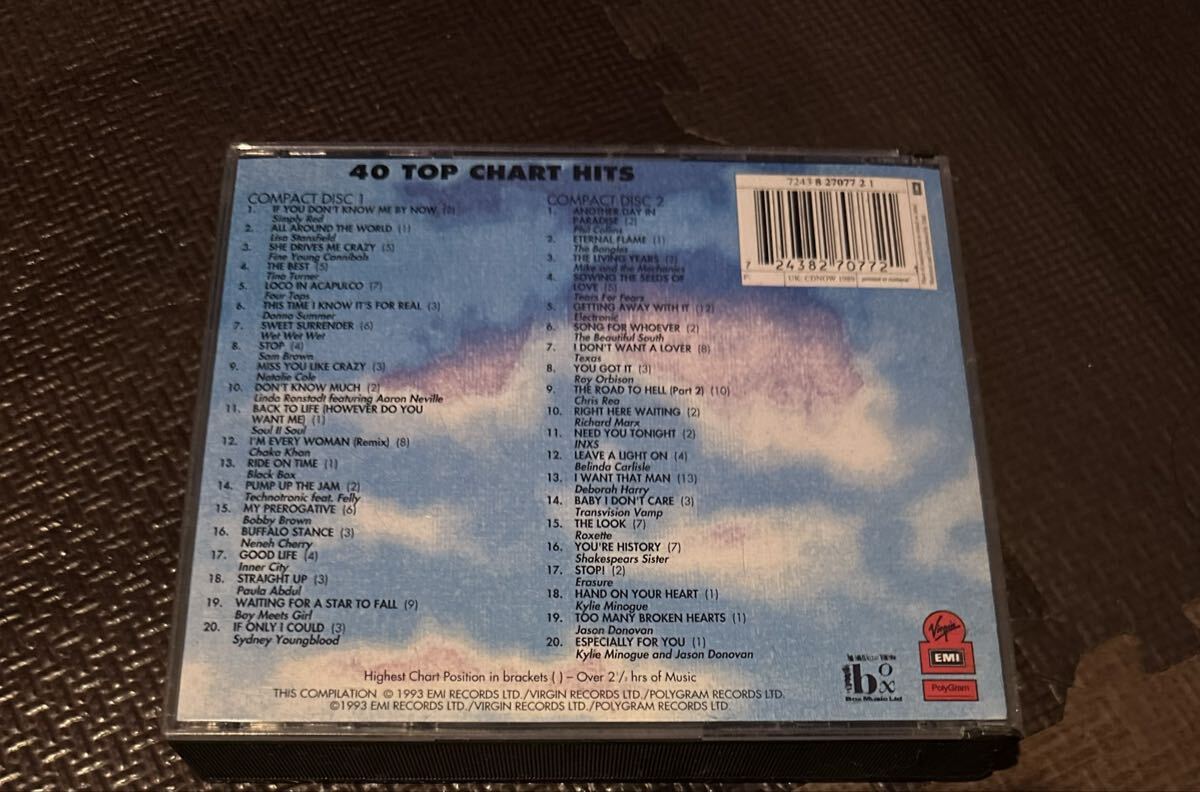 40 TOP CHART HITS
COMPACT DISC 1
1. IF YOU DON'T KNOW ME BY NOW (2)
Simply Red
2. ALL AROUND THE WORLD (1)
Lisa Stansfield
3. SHE DRIVES ME CRAZY (5)
Fine Young Cannibals
4. THE BEST (5)
Tina Turner
5. LOCO IN ACAPULCO (7)
Four Tops
6. THIS TIME I KNOW IT'S FOR REAL (3)
Donna Summer
7. SWEET SURRENDER (6)
Wet Wet Wet
8. STOP (4)
Sam Brown
9. MISS YOU LIKE CRAZY (3)
Natalie Cole
10. DON'T KNOW MUCH (2)
Linda Ronstadt featuring Aaron Neville
11. BACK TO LIFE (HOWEVER DO YOU
WANT ME) (1)
Soul II Soul
12. I'M EVERY WOMAN (Remix) (8)
Chaka Khan
13. RIDE ON TIME (1)
Black Box
14. PUMP UP THE JAM (2)
Technotronic feat. Felly
15. MY PREROGATIVE (6)
Bobby Brown
16. BUFFALO STANCE (3)
Neneh Cherry
17. GOOD LIFE (4)
Inner City
18. STRAIGHT UP (3)
Paula Abdul
19. WAITING FOR A STAR TO FALL (9)
Boy Meets Girl
20. IF ONLY I COULD (3)
Sydney Youngblood
COMPACT DISC 2
1. ANOTHER DAY IN
PARADISE (2)
Phil Collins
2. ETERNAL FLAME (1)
The Bangles
3. THE LIVING YEARS (2)
Mike and the Mechanics
4. SOWING THE SEEDS OF
LOVE (5)
Tears For Fears
5. GETTING AWAY WITH IT (12)
Electronic
6. SONG FOR WHOEVER (2)
The Beautiful South
7. I DON'T WANT A LOVER (8)
Texas
8. YOU GOT IT (3)
Roy Orbison
9. THE ROAD TO HELL (Part 2) (10)
Chris Rea
10. RIGHT HERE WAITING (2)
Richard Marx
11. NEED YOU TONIGHT (2)
INXS
12. LEAVE A LIGHT ON (4)
Belinda Carlisle
13. I WANT THAT MAN (13)
Deborah Harry
14. BABY I DON'T CARE (3)
Transvision Vamp
15. THE LOOK (7)
Roxette
16. YOU'RE HISTORY (7)
Shakespears Sister
17. STOP! (2)
Erasure
18. HAND ON YOUR HEART (1)
Kylie Minogue
19. TOO MANY BROKEN HEARTS (1)
Jason Donovan
20. ESPECIALLY FOR YOU (1)
Kylie Minogue and Jason Donovan
7243 8 27077 2 1
7 24382 70772
UK: CDNOW 1989
Highest Chart Position in brackets ( ) – Over 2½ hrs of Music
THIS COMPILATION ℗ 1993 EMI RECORDS LTD./VIRGIN RECORDS LTD./POLYGRAM RECORDS LTD.
©1993 EMI RECORDS LTD./VIRGIN RECORDS LTD./POLYGRAM RECORDS LTD.
box
Box Music Ltd
Virgin
EMI
PolyGram